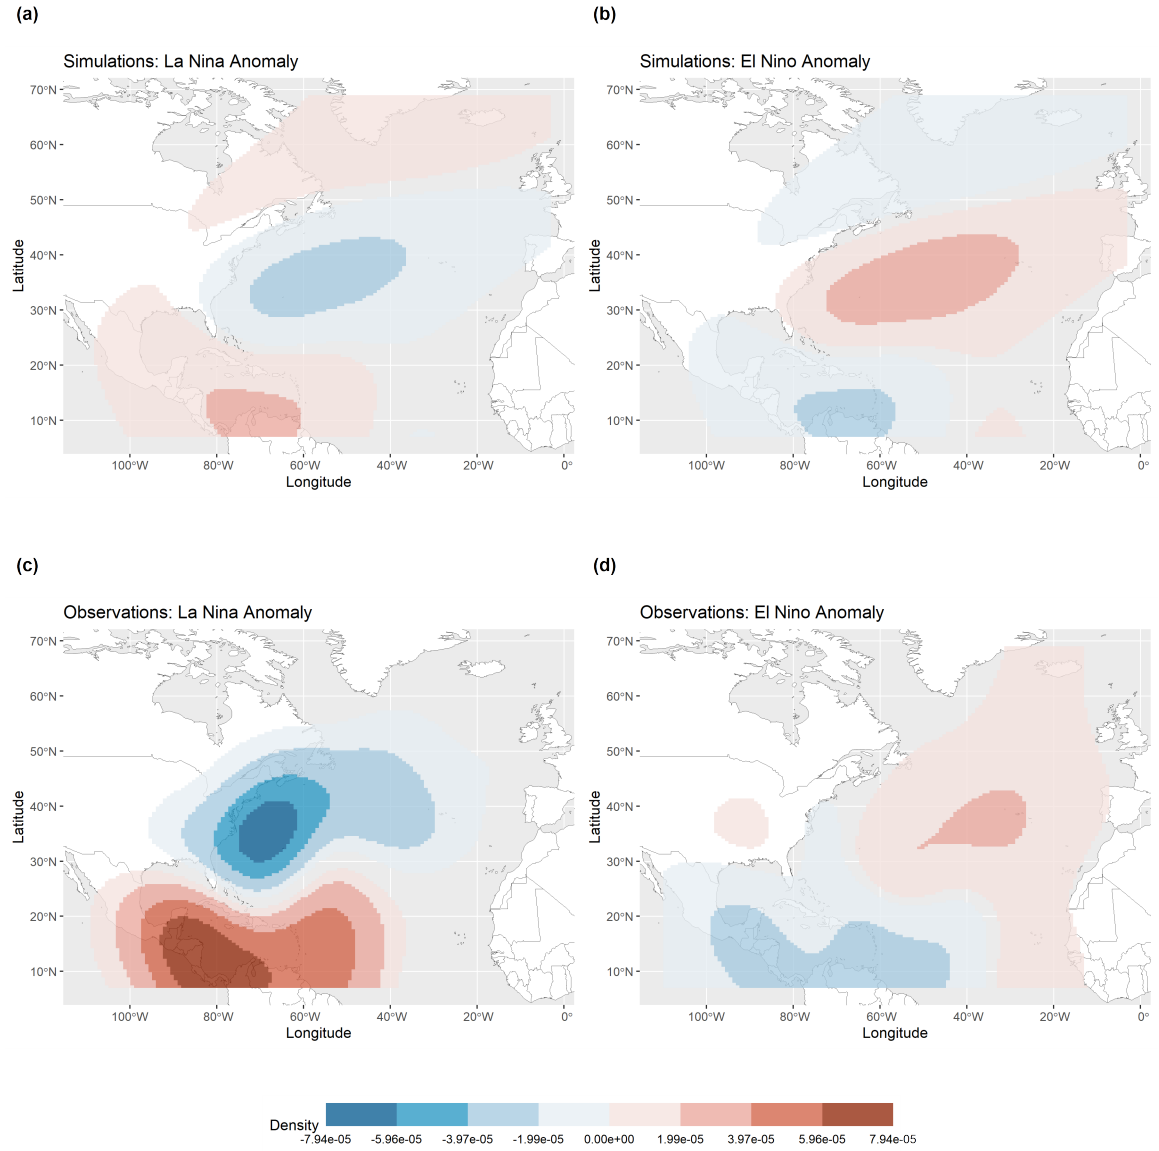 (a)
Simulations: La Nina Anomaly
70°N
60°N
50°N
40°N
30°N
20°N
10°N
Latitude
100°W 80°W 60°W 40°W 20°W 0°
Longitude
(b)
Simulations: El Nino Anomaly
70°N
60°N
50°N
40°N
30°N
20°N
10°N
Latitude
100°W 80°W 60°W 40°W 20°W 0°
Longitude
(c)
Observations: La Nina Anomaly
70°N
60°N
50°N
40°N
30°N
20°N
10°N
Latitude
100°W 80°W 60°W 40°W 20°W 0°
Longitude
(d)
Observations: El Nino Anomaly
70°N
60°N
50°N
40°N
30°N
20°N
10°N
Latitude
100°W 80°W 60°W 40°W 20°W 0°
Longitude
Density
-7.94e-05 -5.96e-05 -3.97e-05 -1.99e-05 0.00e+00 1.99e-05 3.97e-05 5.96e-05 7.94e-05